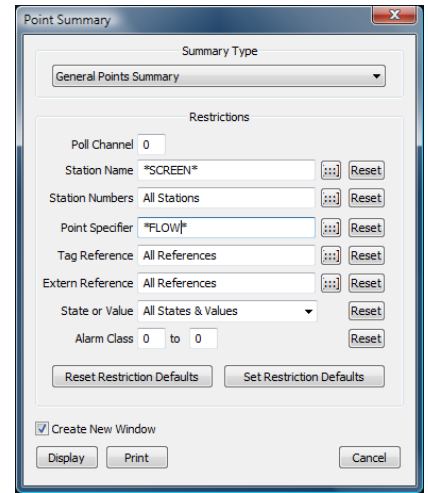 Point Summary
Summary Type
General Points Summary
Restrictions
Poll Channel 0
Station Name *SCREEN* [:::] Reset
Station Numbers All Stations [:::] Reset
Point Specifier *FLOW* [:::] Reset
Tag Reference All References [:::] Reset
Extern Reference All References [:::] Reset
State or Value All States & Values Reset
Alarm Class 0 to 0 Reset
Reset Restriction Defaults Set Restriction Defaults
Create New Window
Display Print Cancel